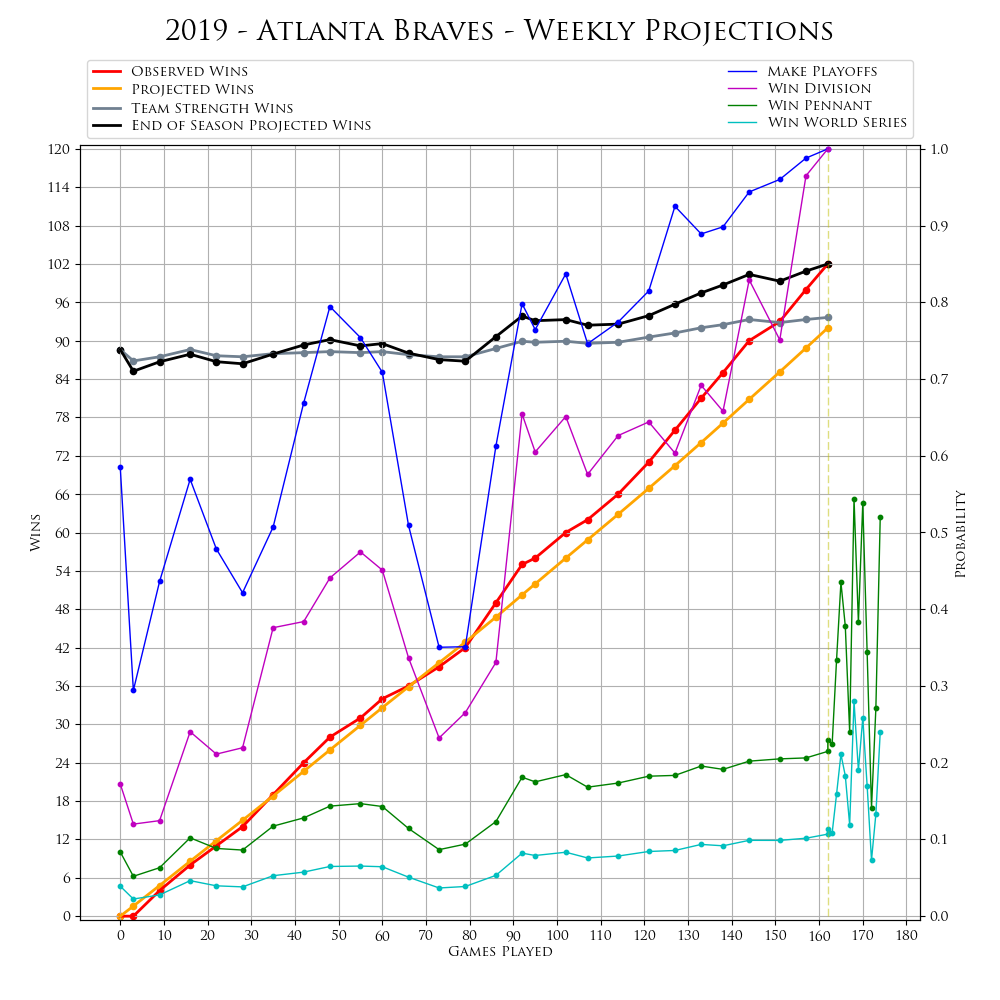 2019 - Atlanta Braves - Weekly Projections
Observed Wins
Projected Wins
Team Strength Wins
End of Season Projected Wins
Make Playoffs
Win Division
Win Pennant
Win World Series
120
114
108
102
96
90
84
78
72
66
60
54
48
42
36
30
24
18
12
6
0
Wins
1.0
0.9
0.8
0.7
0.6
0.5
0.4
0.3
0.2
0.1
0.0
Probability
0 10 20 30 40 50 60 70 80 90 100 110 120 130 140 150 160 170 180
Games Played